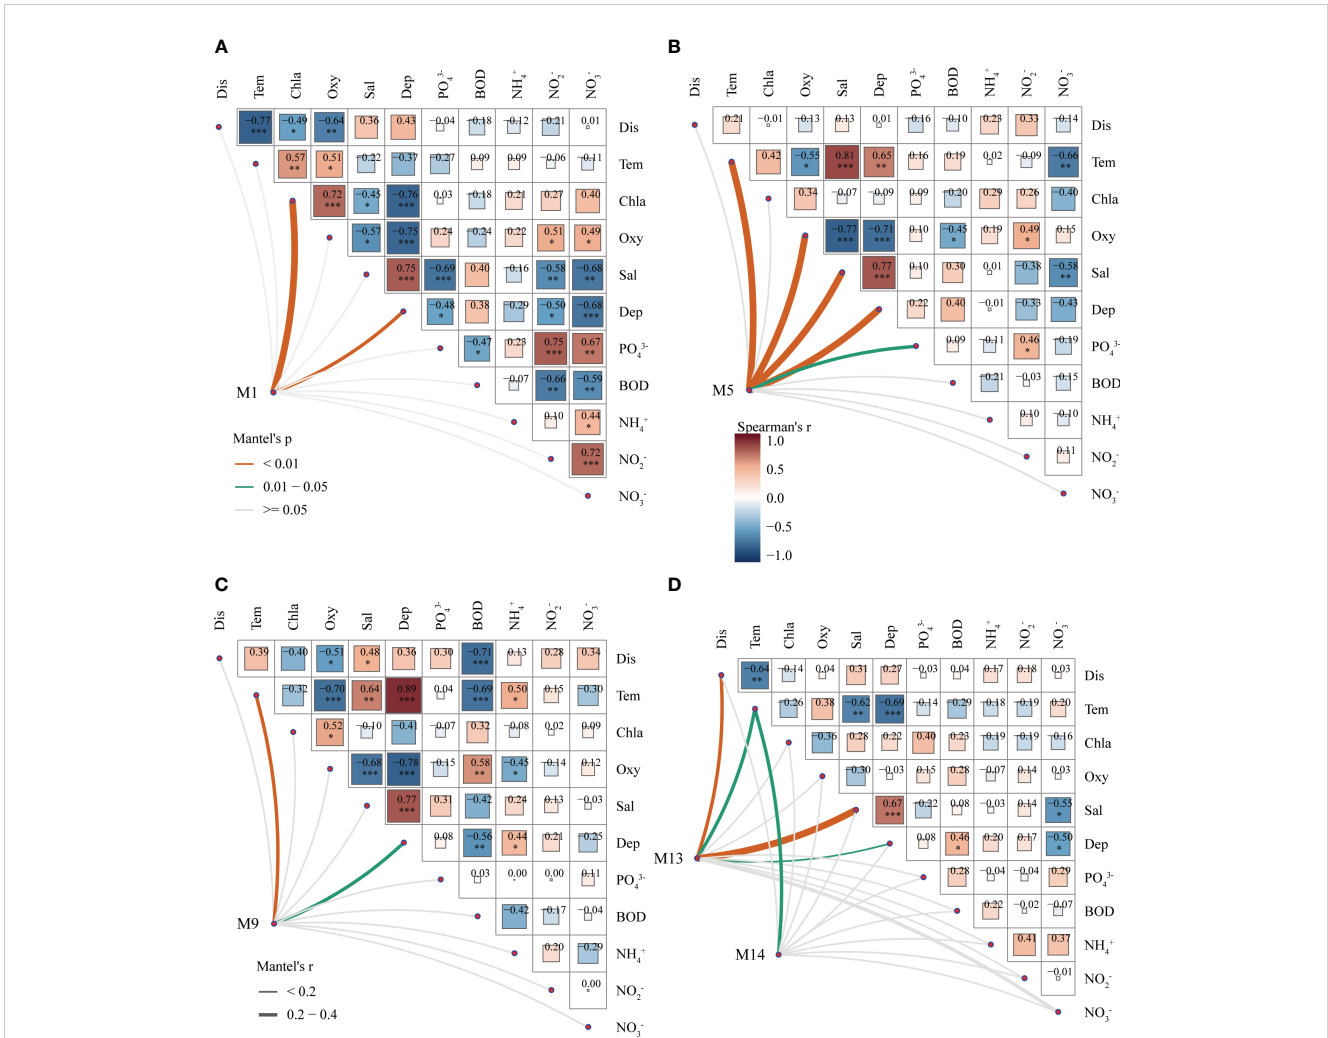 A
Dis Tem Chla Oxy Sal Dep PO₄³⁻ BOD NH₄⁺ NO₂⁻ NO₃⁻
−0.77 *** −0.49 * −0.64 ** 0.36 0.43 −0.04 −0.18 −0.12 −0.21 0.01 Dis
0.57 ** 0.51 * −0.22 −0.37 −0.27 0.09 0.09 −0.06 −0.11 Tem
0.72 *** −0.45 * −0.76 *** 0.03 −0.18 0.21 0.27 0.40 Chla
−0.57 * −0.75 *** 0.24 −0.24 0.22 0.51 * 0.49 * Oxy
0.75 *** −0.69 *** 0.40 −0.16 −0.58 ** −0.68 ** Sal
−0.48 * 0.38 −0.29 −0.50 * −0.68 *** Dep
−0.47 * 0.23 0.75 *** 0.67 ** PO₄³⁻
−0.07 −0.66 ** −0.59 ** BOD
0.10 0.44 * NH₄⁺
0.72 *** NO₂⁻
NO₃⁻
M1
Mantel's p
< 0.01
0.01 − 0.05
>= 0.05
B
Dis Tem Chla Oxy Sal Dep PO₄³⁻ BOD NH₄⁺ NO₂⁻ NO₃⁻
0.21 −0.01 −0.13 0.13 0.01 −0.16 −0.10 0.23 0.33 −0.14 Dis
0.42 −0.55 * 0.81 *** 0.65 ** 0.16 0.19 0.02 −0.09 −0.66 ** Tem
0.34 −0.07 −0.09 0.09 −0.20 0.29 0.26 −0.40 Chla
−0.77 *** −0.71 *** 0.10 −0.45 * 0.19 0.49 * 0.15 Oxy
0.77 *** 0.10 0.30 0.01 −0.38 −0.58 ** Sal
0.22 0.40 −0.01 −0.33 −0.43 Dep
0.09 −0.11 0.46 * −0.19 PO₄³⁻
−0.21 −0.03 −0.15 BOD
0.10 −0.10 NH₄⁺
0.11 NO₂⁻
NO₃⁻
M5
Spearman's r
1.0
0.5
0.0
−0.5
−1.0
C
Dis Tem Chla Oxy Sal Dep PO₄³⁻ BOD NH₄⁺ NO₂⁻ NO₃⁻
0.39 −0.40 −0.51 * 0.48 * 0.36 0.30 −0.71 *** 0.13 0.28 0.34 Dis
−0.32 −0.70 *** 0.64 ** 0.89 *** 0.04 −0.69 *** 0.50 * 0.15 −0.30 Tem
0.52 * −0.10 −0.41 −0.07 0.32 −0.08 0.02 0.09 Chla
−0.68 *** −0.78 *** −0.15 0.58 ** −0.45 * −0.14 0.12 Oxy
0.77 *** 0.31 −0.42 0.24 0.13 −0.03 Sal
0.08 −0.56 ** 0.44 * 0.21 −0.25 Dep
0.03 0.00 0.00 0.11 PO₄³⁻
−0.42 −0.17 −0.04 BOD
0.20 −0.29 NH₄⁺
0.00 NO₂⁻
NO₃⁻
M9
Mantel's r
< 0.2
0.2 − 0.4
D
Dis Tem Chla Oxy Sal Dep PO₄³⁻ BOD NH₄⁺ NO₂⁻ NO₃⁻
−0.64 ** −0.14 0.04 0.31 0.27 −0.03 0.04 0.17 0.18 0.03 Dis
−0.26 0.38 −0.62 ** −0.69 *** −0.14 −0.29 −0.18 −0.19 0.20 Tem
−0.36 0.28 0.22 0.40 0.23 −0.19 −0.19 −0.16 Chla
−0.30 −0.03 0.15 0.28 −0.07 0.14 0.03 Oxy
0.67 *** −0.22 0.08 −0.03 0.14 −0.55 * Sal
0.08 0.46 * 0.20 0.17 −0.50 * Dep
0.28 −0.04 −0.04 0.29 PO₄³⁻
0.22 −0.02 −0.07 BOD
0.41 0.37 NH₄⁺
−0.01 NO₂⁻
NO₃⁻
M13
M14